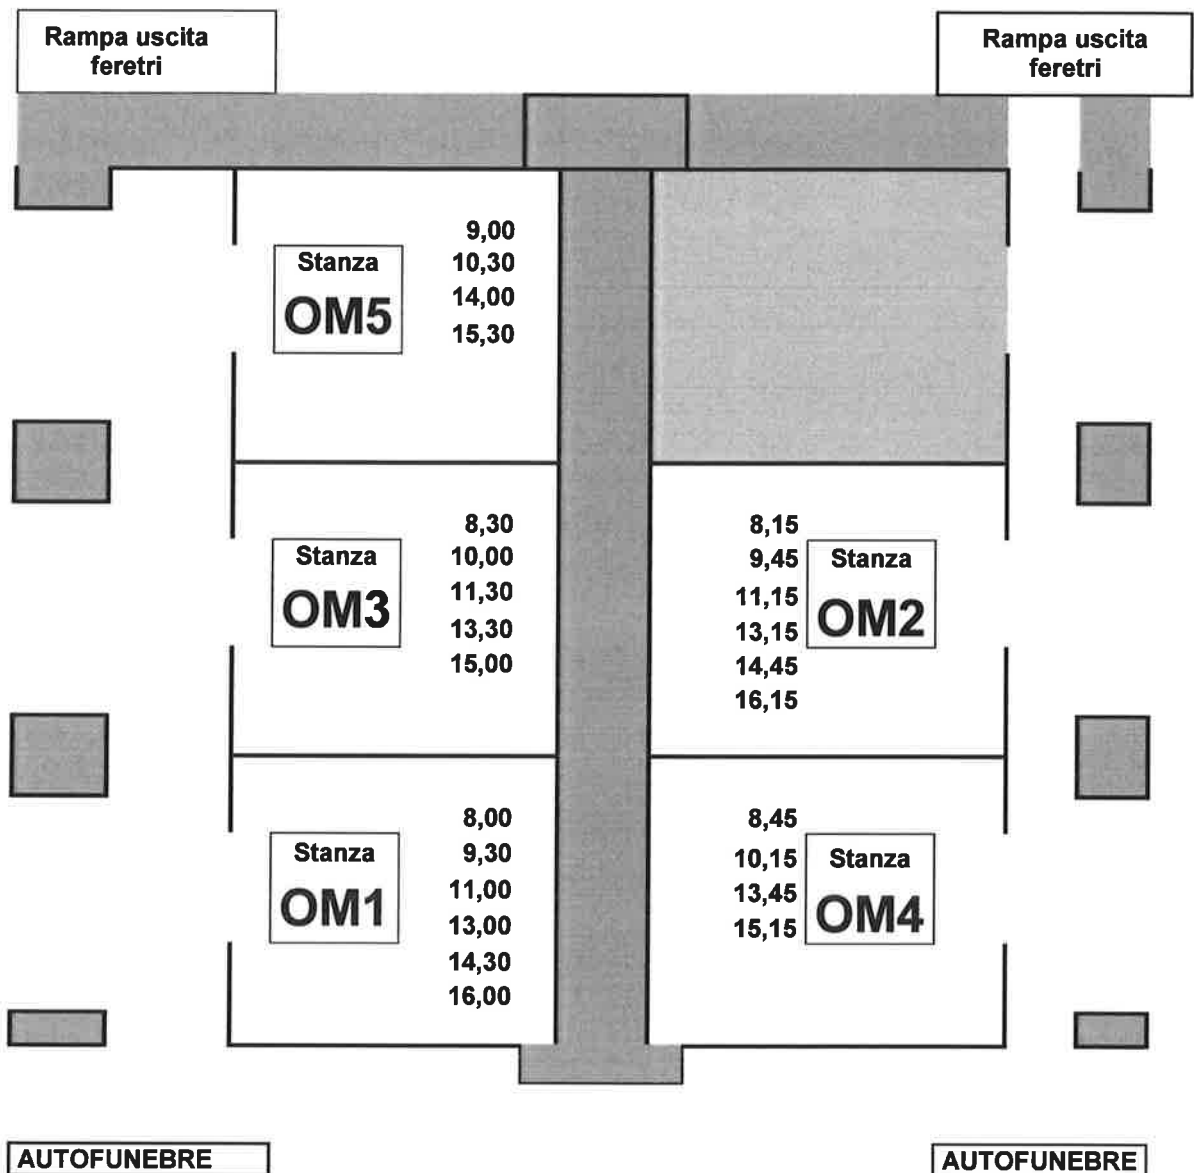 Rampa uscita
feretri
Rampa uscita
feretri
Stanza
OM5
9,00
10,30
14,00
15,30
Stanza
OM3
8,30
10,00
11,30
13,30
15,00
8,15
9,45
11,15
13,15
14,45
16,15
Stanza
OM2
Stanza
OM1
8,00
9,30
11,00
13,00
14,30
16,00
8,45
10,15
13,45
15,15
Stanza
OM4
AUTOFUNEBRE
AUTOFUNEBRE